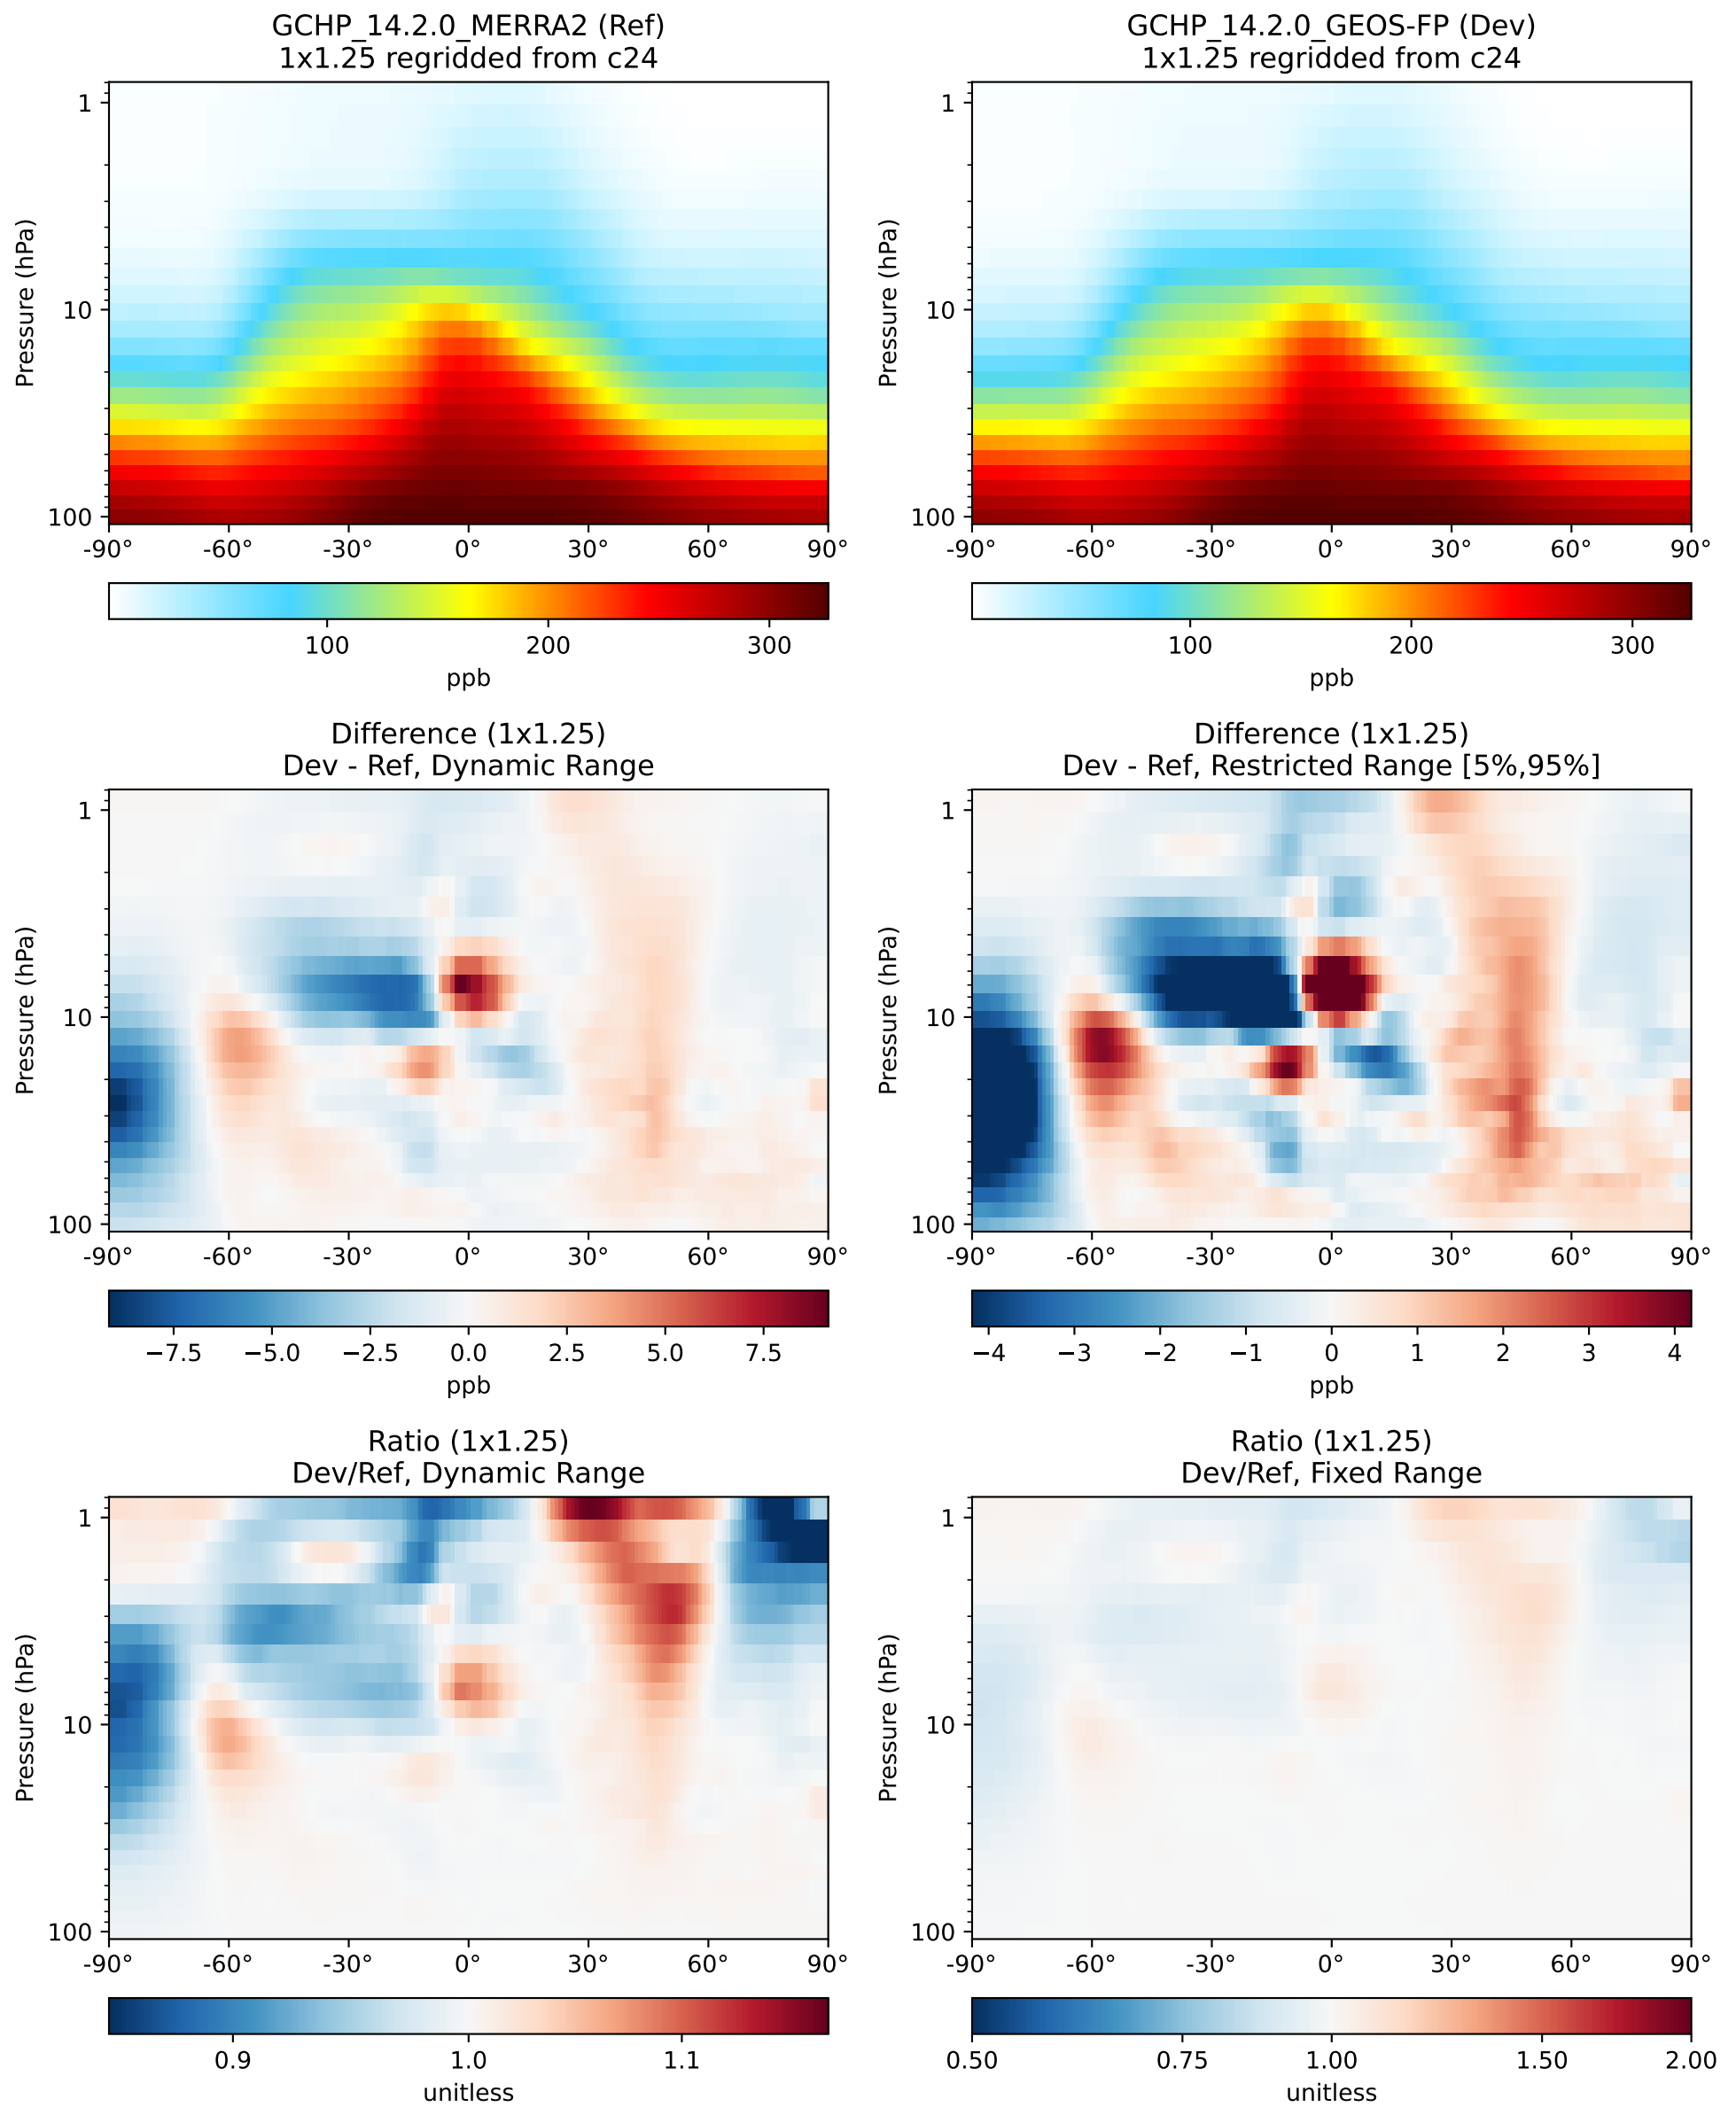 GCHP_14.2.0_MERRA2 (Ref)
1x1.25 regridded from c24
Pressure (hPa)
1
10
100
-90° -60° -30° 0° 30° 60° 90°
100 200 300
ppb
GCHP_14.2.0_GEOS-FP (Dev)
1x1.25 regridded from c24
Pressure (hPa)
1
10
100
-90° -60° -30° 0° 30° 60° 90°
100 200 300
ppb
Difference (1x1.25)
Dev - Ref, Dynamic Range
Pressure (hPa)
1
10
100
-90° -60° -30° 0° 30° 60° 90°
−7.5 −5.0 −2.5 0.0 2.5 5.0 7.5
ppb
Difference (1x1.25)
Dev - Ref, Restricted Range [5%,95%]
Pressure (hPa)
1
10
100
-90° -60° -30° 0° 30° 60° 90°
−4 −3 −2 −1 0 1 2 3 4
ppb
Ratio (1x1.25)
Dev/Ref, Dynamic Range
Pressure (hPa)
1
10
100
-90° -60° -30° 0° 30° 60° 90°
0.9 1.0 1.1
unitless
Ratio (1x1.25)
Dev/Ref, Fixed Range
Pressure (hPa)
1
10
100
-90° -60° -30° 0° 30° 60° 90°
0.50 0.75 1.00 1.50 2.00
unitless